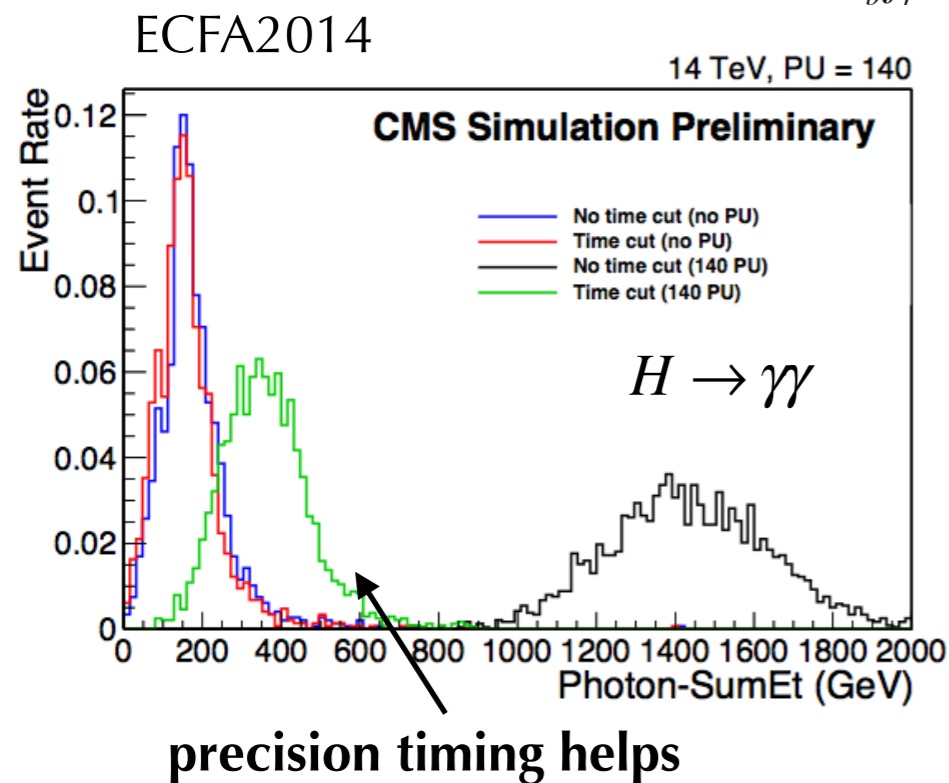 ECFA2014
14 TeV, PU = 140
CMS Simulation Preliminary
Event Rate
0.12
0.1
0.08
0.06
0.04
0.02
0
No time cut (no PU)
Time cut (no PU)
No time cut (140 PU)
Time cut (140 PU)
H → γγ
0 200 400 600 800 1000 1200 1400 1600 1800 2000
Photon-SumEt (GeV)
precision timing helps